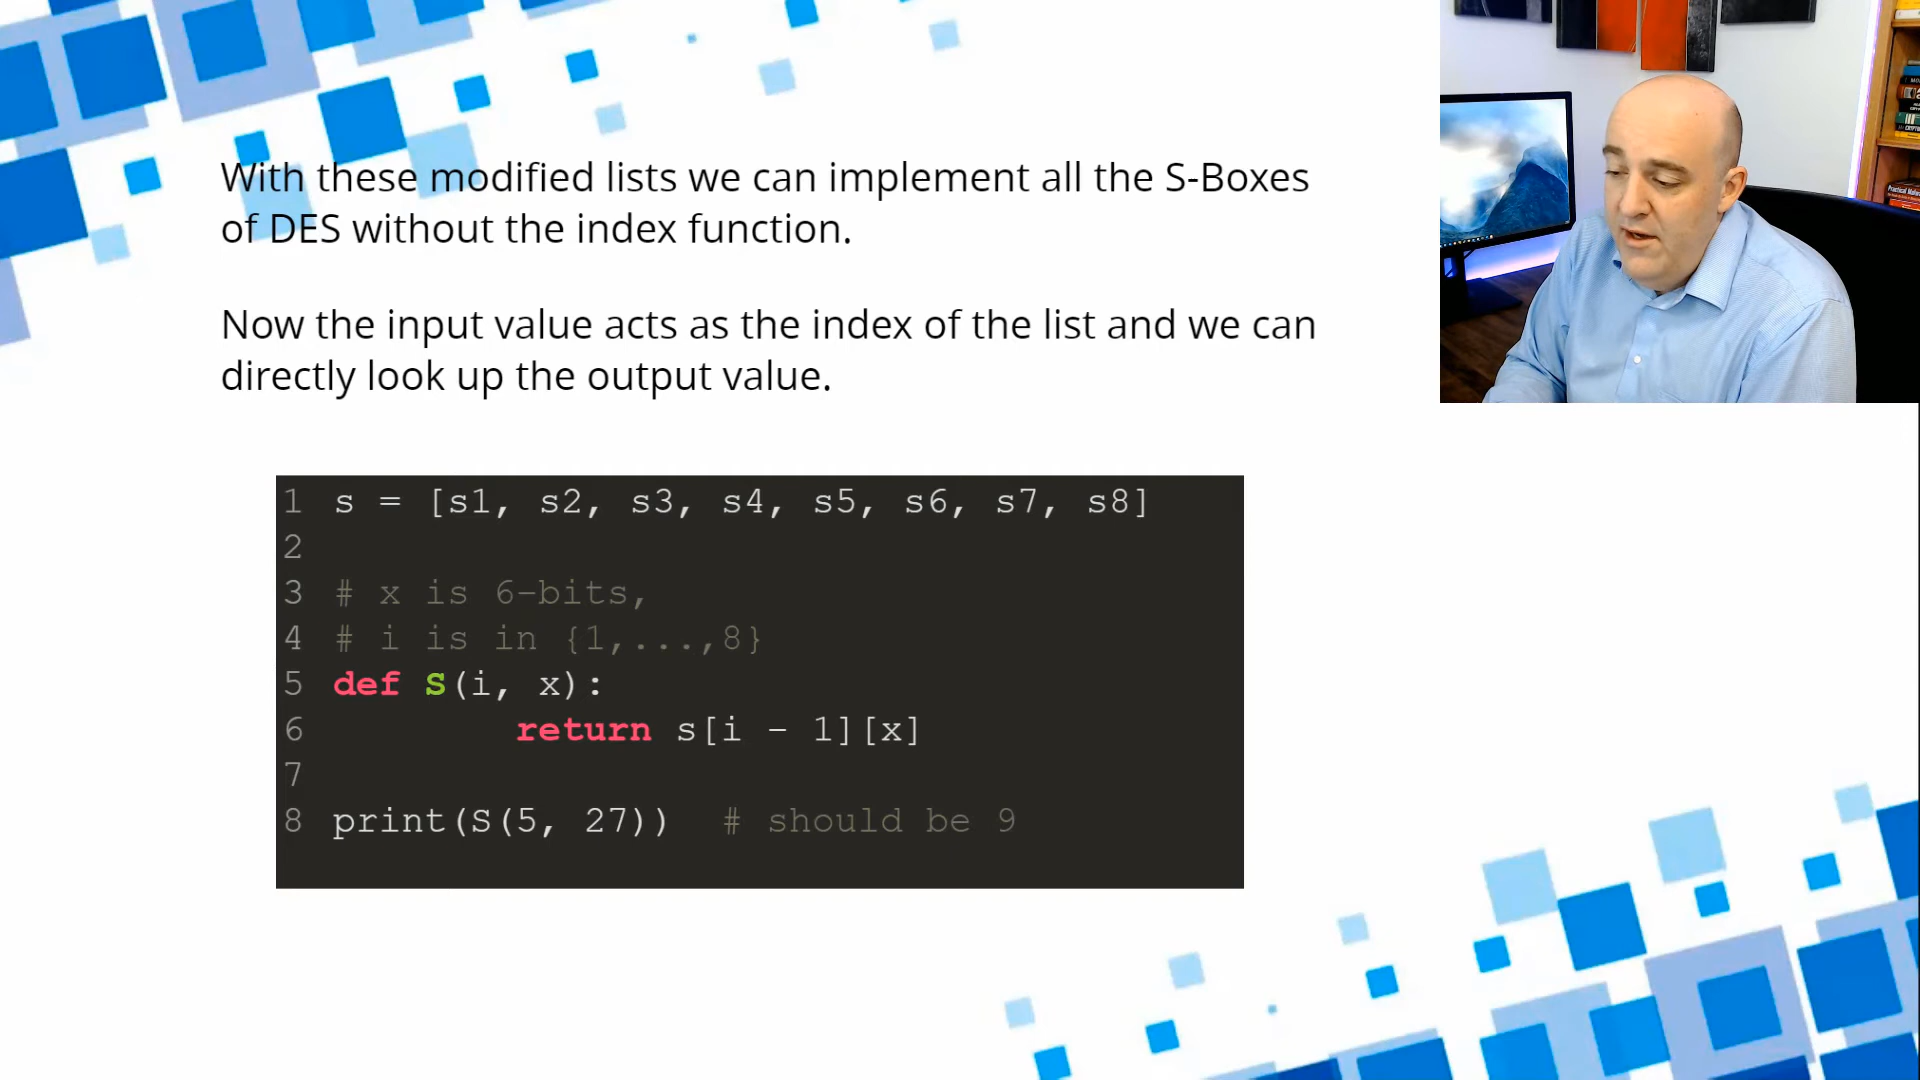 With these modified lists we can implement all the S-Boxes
of DES without the index function.
Now the input value acts as the index of the list and we can
directly look up the output value.
1 s = [s1, s2, s3, s4, s5, s6, s7, s8]
2
3 # x is 6-bits,
4 # i is in {1,...,8}
5 def S(i, x):
6 return s[i - 1][x]
7
8 print(S(5, 27)) # should be 9